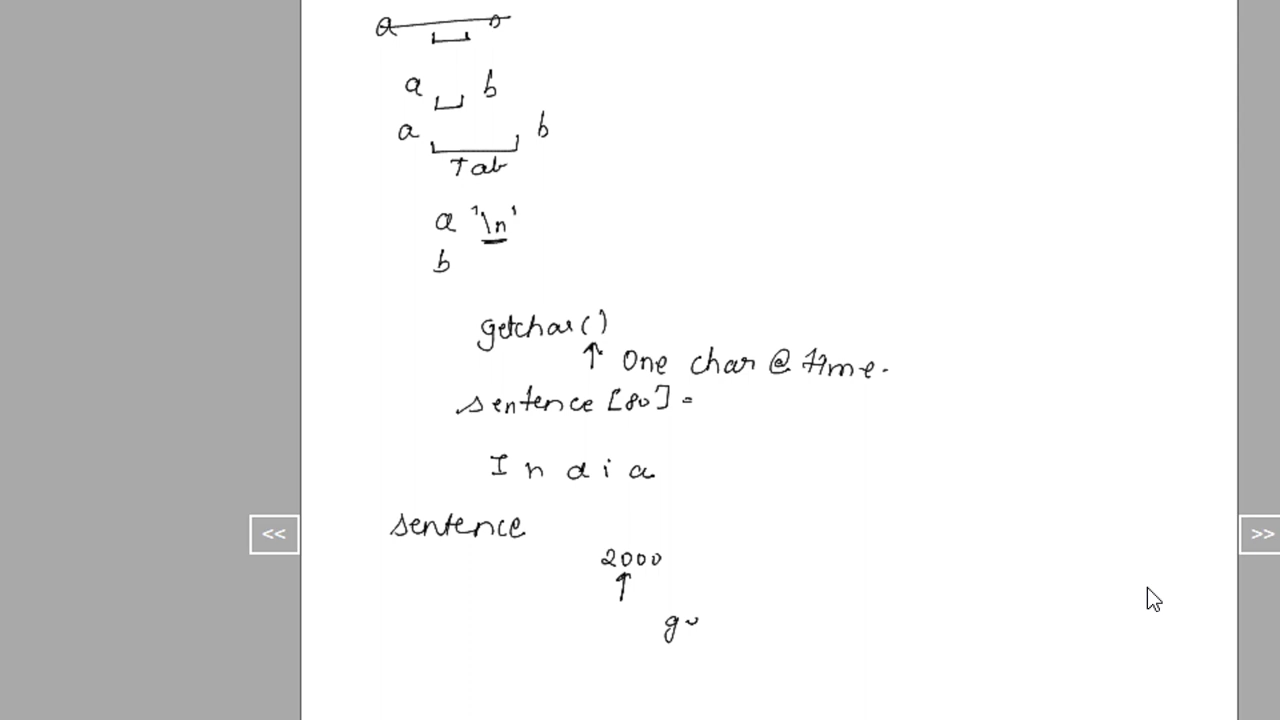 a b
a b
Tab
a '\n'
b
getchar()
↑ One char @ time.
sentence [80] =
I n d i a
sentence
2000
↑
<<
>>